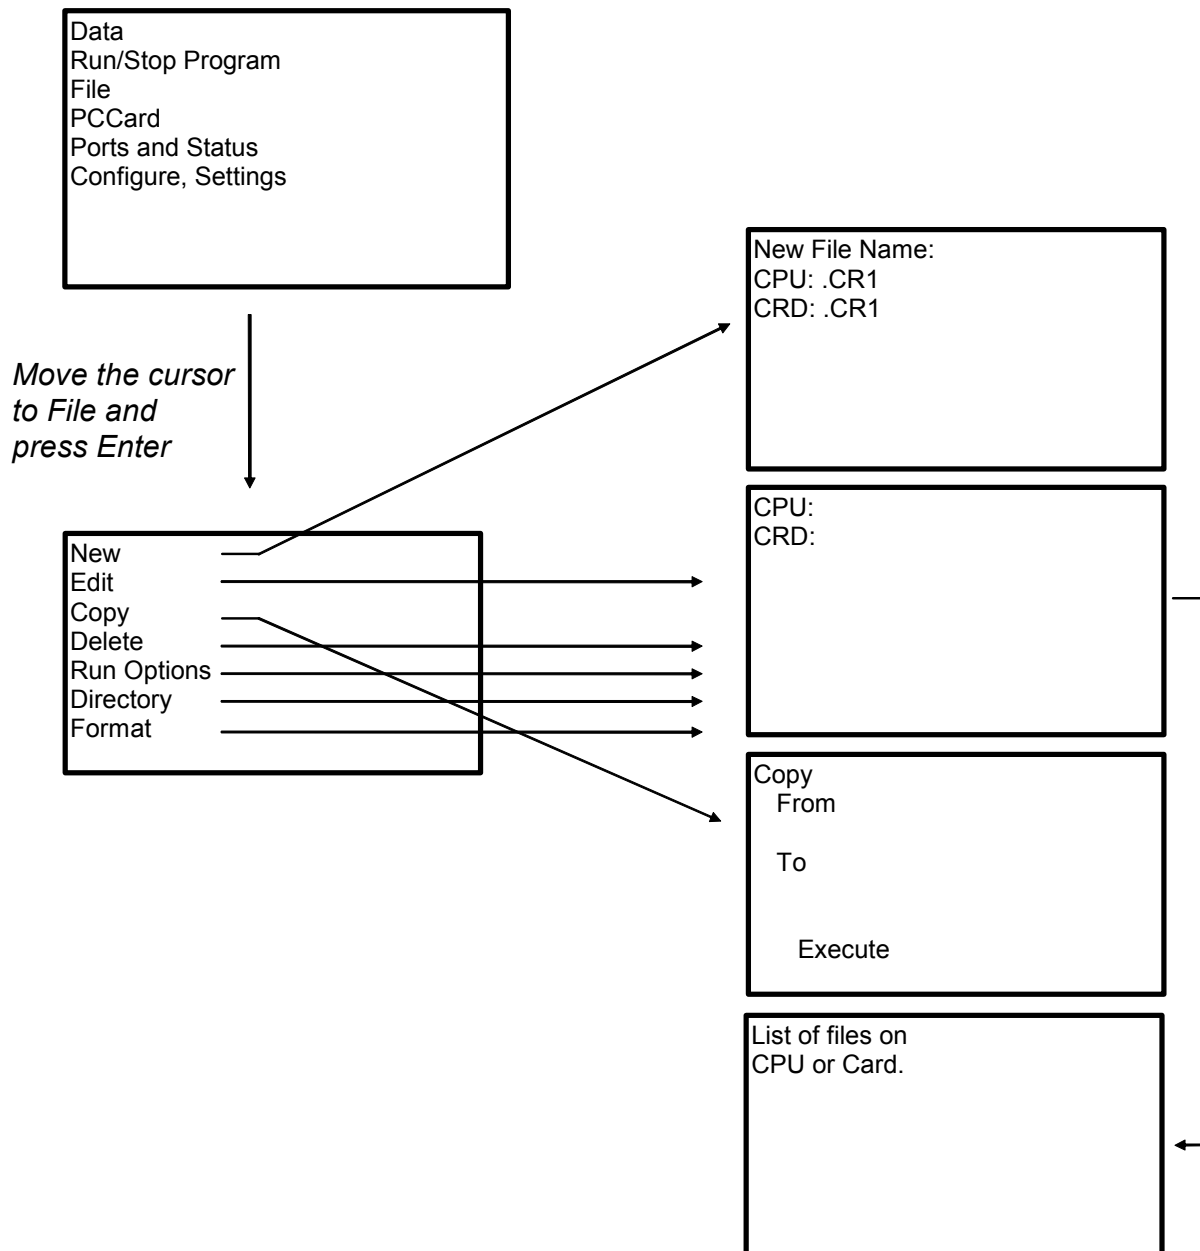 Data
Run/Stop Program
File
PCCard
Ports and Status
Configure, Settings
Move the cursor
to File and
press Enter
New
Edit
Copy
Delete
Run Options
Directory
Format
New File Name:
CPU: .CR1
CRD: .CR1
CPU:
CRD:
Copy
From
To
Execute
List of files on
CPU or Card.